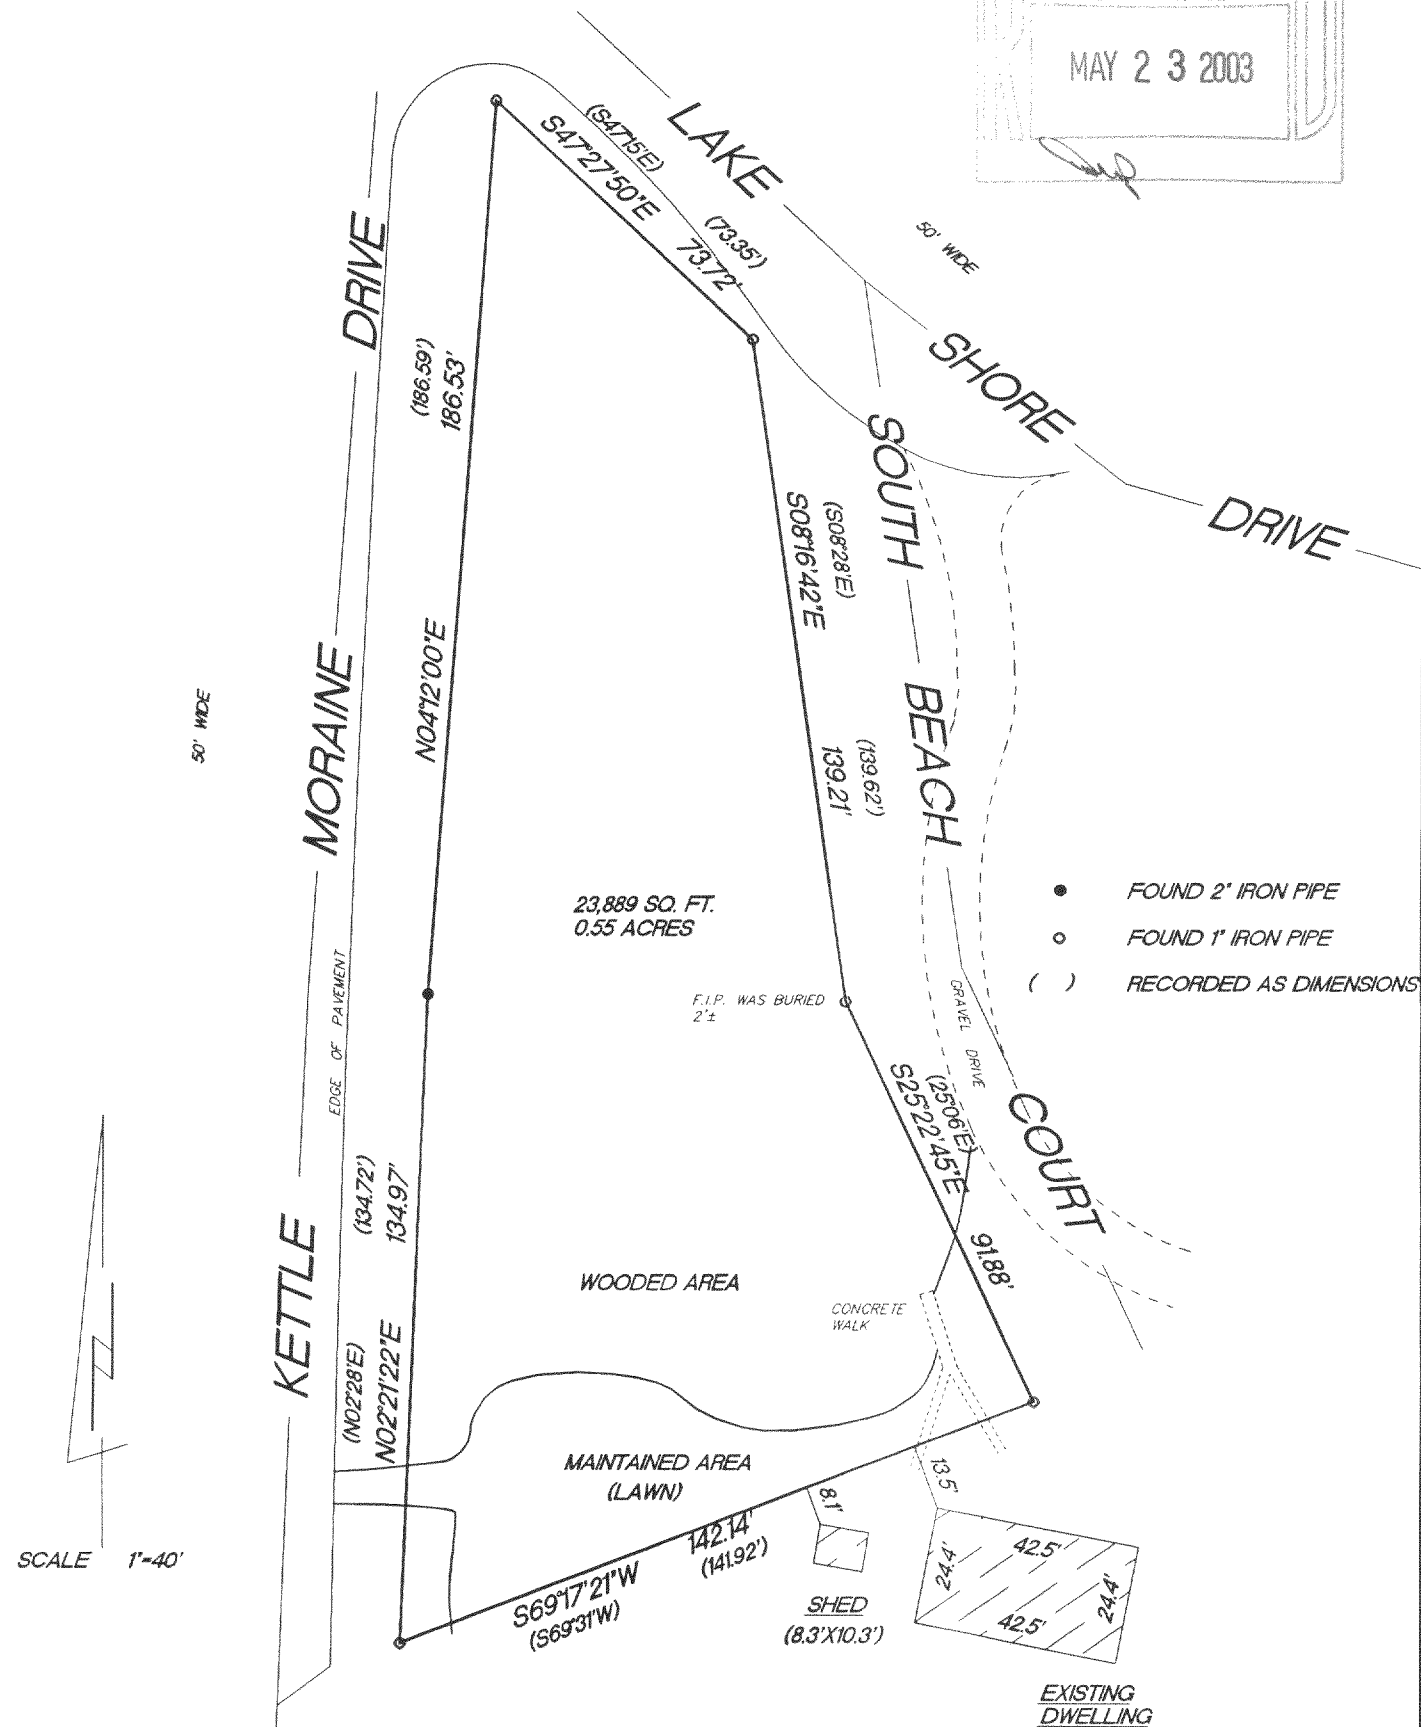 MAY 2 3 2003
LAKE SHORE DRIVE
50' WIDE
(S47°15'E)
S47°27'50"E
(73.35')
73.72'
KETTLE MORAINE DRIVE
50' WIDE
(186.59')
186.53'
N04°12'00"E
SOUTH BEACH COURT
(S08°28'E)
S08°16'42"E
(139.62')
139.21'
23,889 SQ. FT.
0.55 ACRES
FOUND 2" IRON PIPE
FOUND 1" IRON PIPE
( ) RECORDED AS DIMENSIONS
EDGE OF PAVEMENT
F.I.P. WAS BURIED
2'±
GRAVEL DRIVE
(25°06'E)
S25°22'45"E
91.88'
(134.72')
134.97'
(N02°28'E)
N02°21'22"E
WOODED AREA
CONCRETE
WALK
MAINTAINED AREA
(LAWN)
13.5'
8.1'
142.14'
(141.92')
S69°17'21"W
(S69°31'W)
SHED
(8.3'X10.3')
42.5'
24.4'
24.4'
42.5'
EXISTING
DWELLING
SCALE 1"=40'